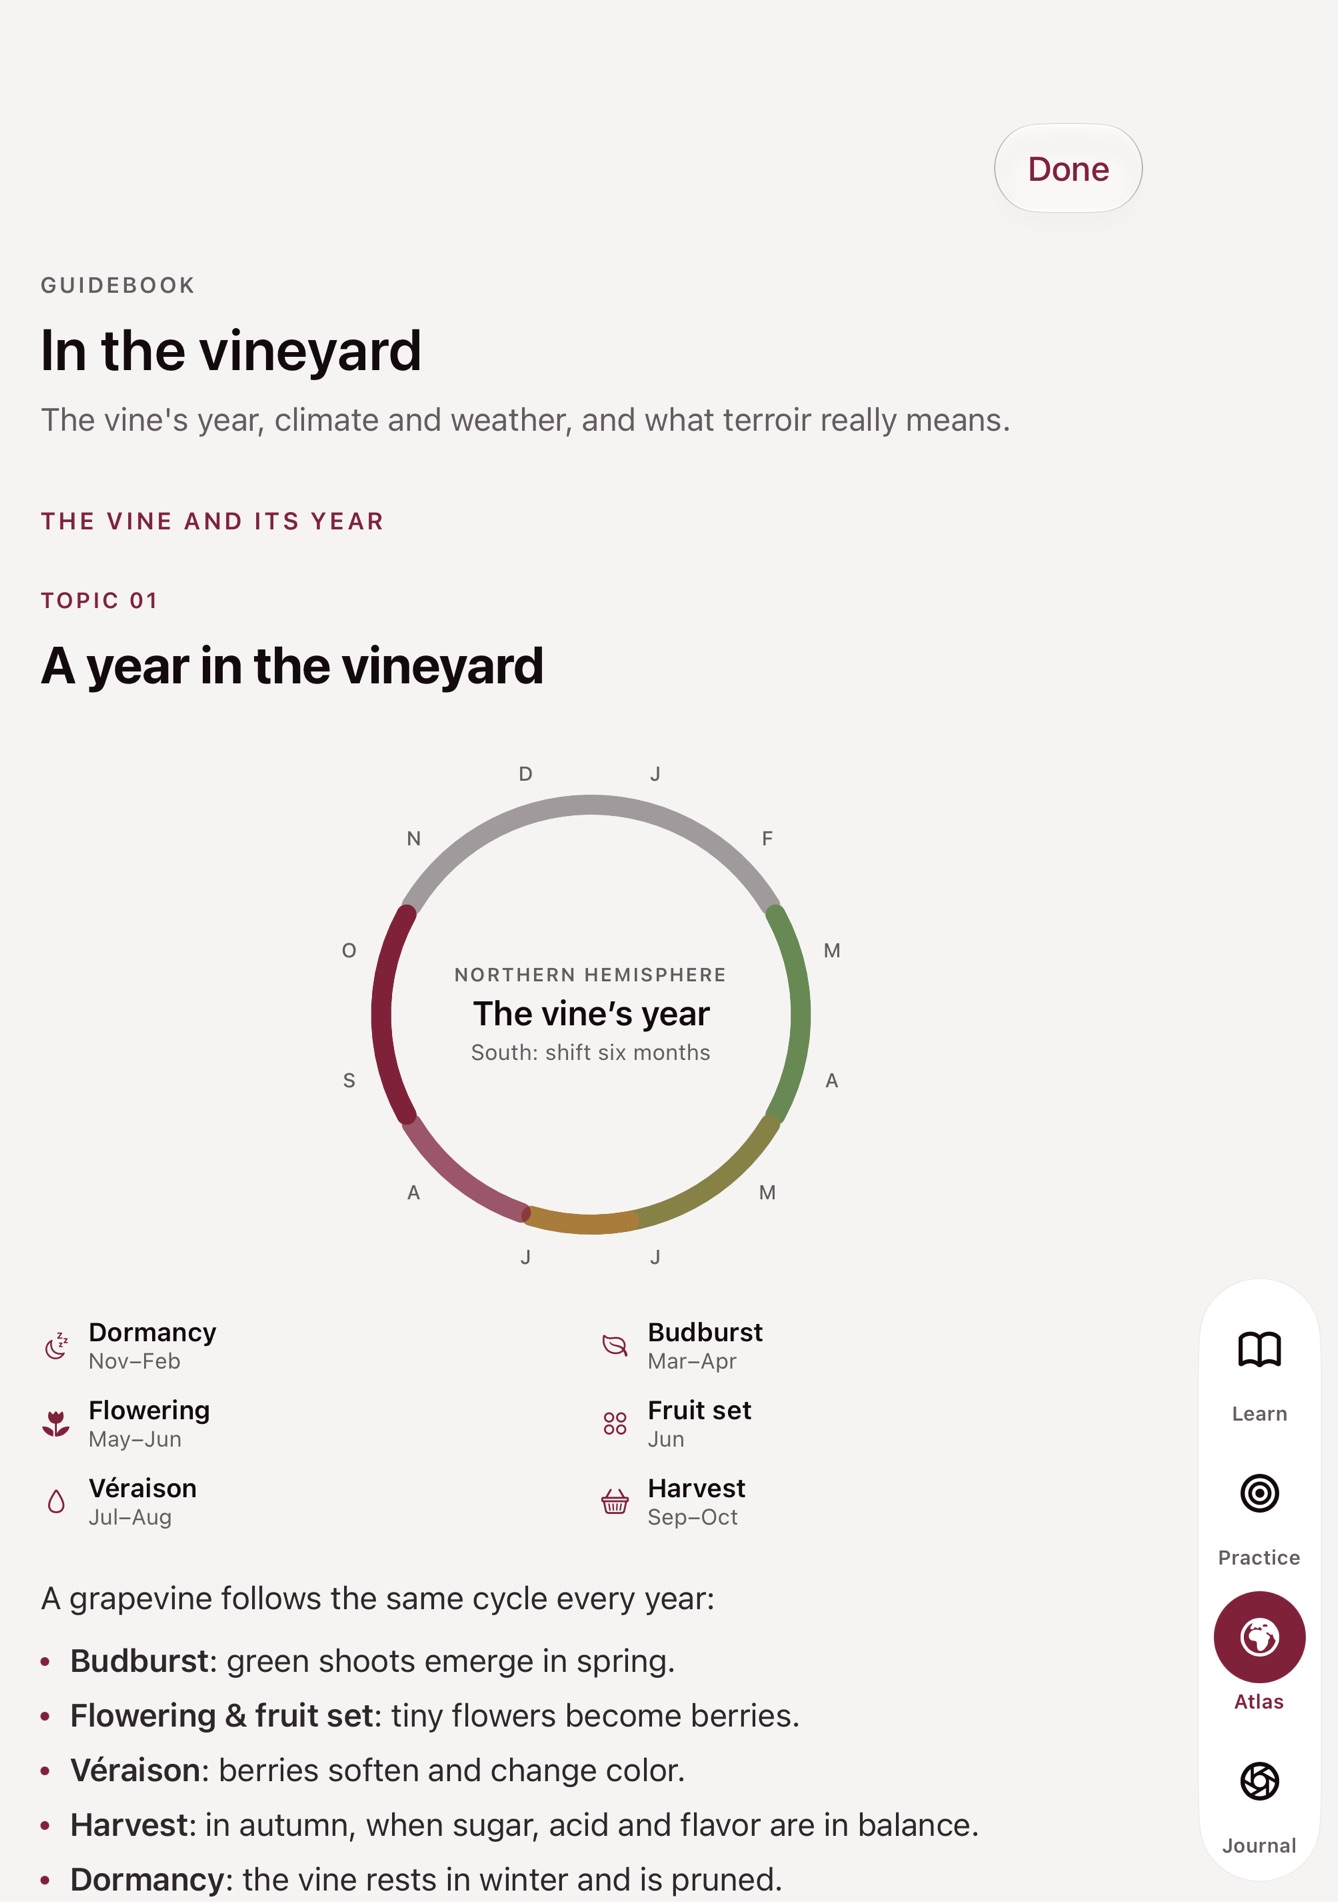 Done
GUIDEBOOK
In the vineyard
The vine's year, climate and weather, and what terroir really means.
THE VINE AND ITS YEAR
TOPIC 01
A year in the vineyard
D
J
N
F
O
M
NORTHERN HEMISPHERE
The vine’s year
South: shift six months
S
A
A
M
J
J
Dormancy
Nov–Feb
Budburst
Mar–Apr
Flowering
May–Jun
Fruit set
Jun
Véraison
Jul–Aug
Harvest
Sep–Oct
A grapevine follows the same cycle every year:
• Budburst: green shoots emerge in spring.
• Flowering & fruit set: tiny flowers become berries.
• Véraison: berries soften and change color.
• Harvest: in autumn, when sugar, acid and flavor are in balance.
• Dormancy: the vine rests in winter and is pruned.
Learn
Practice
Atlas
Journal